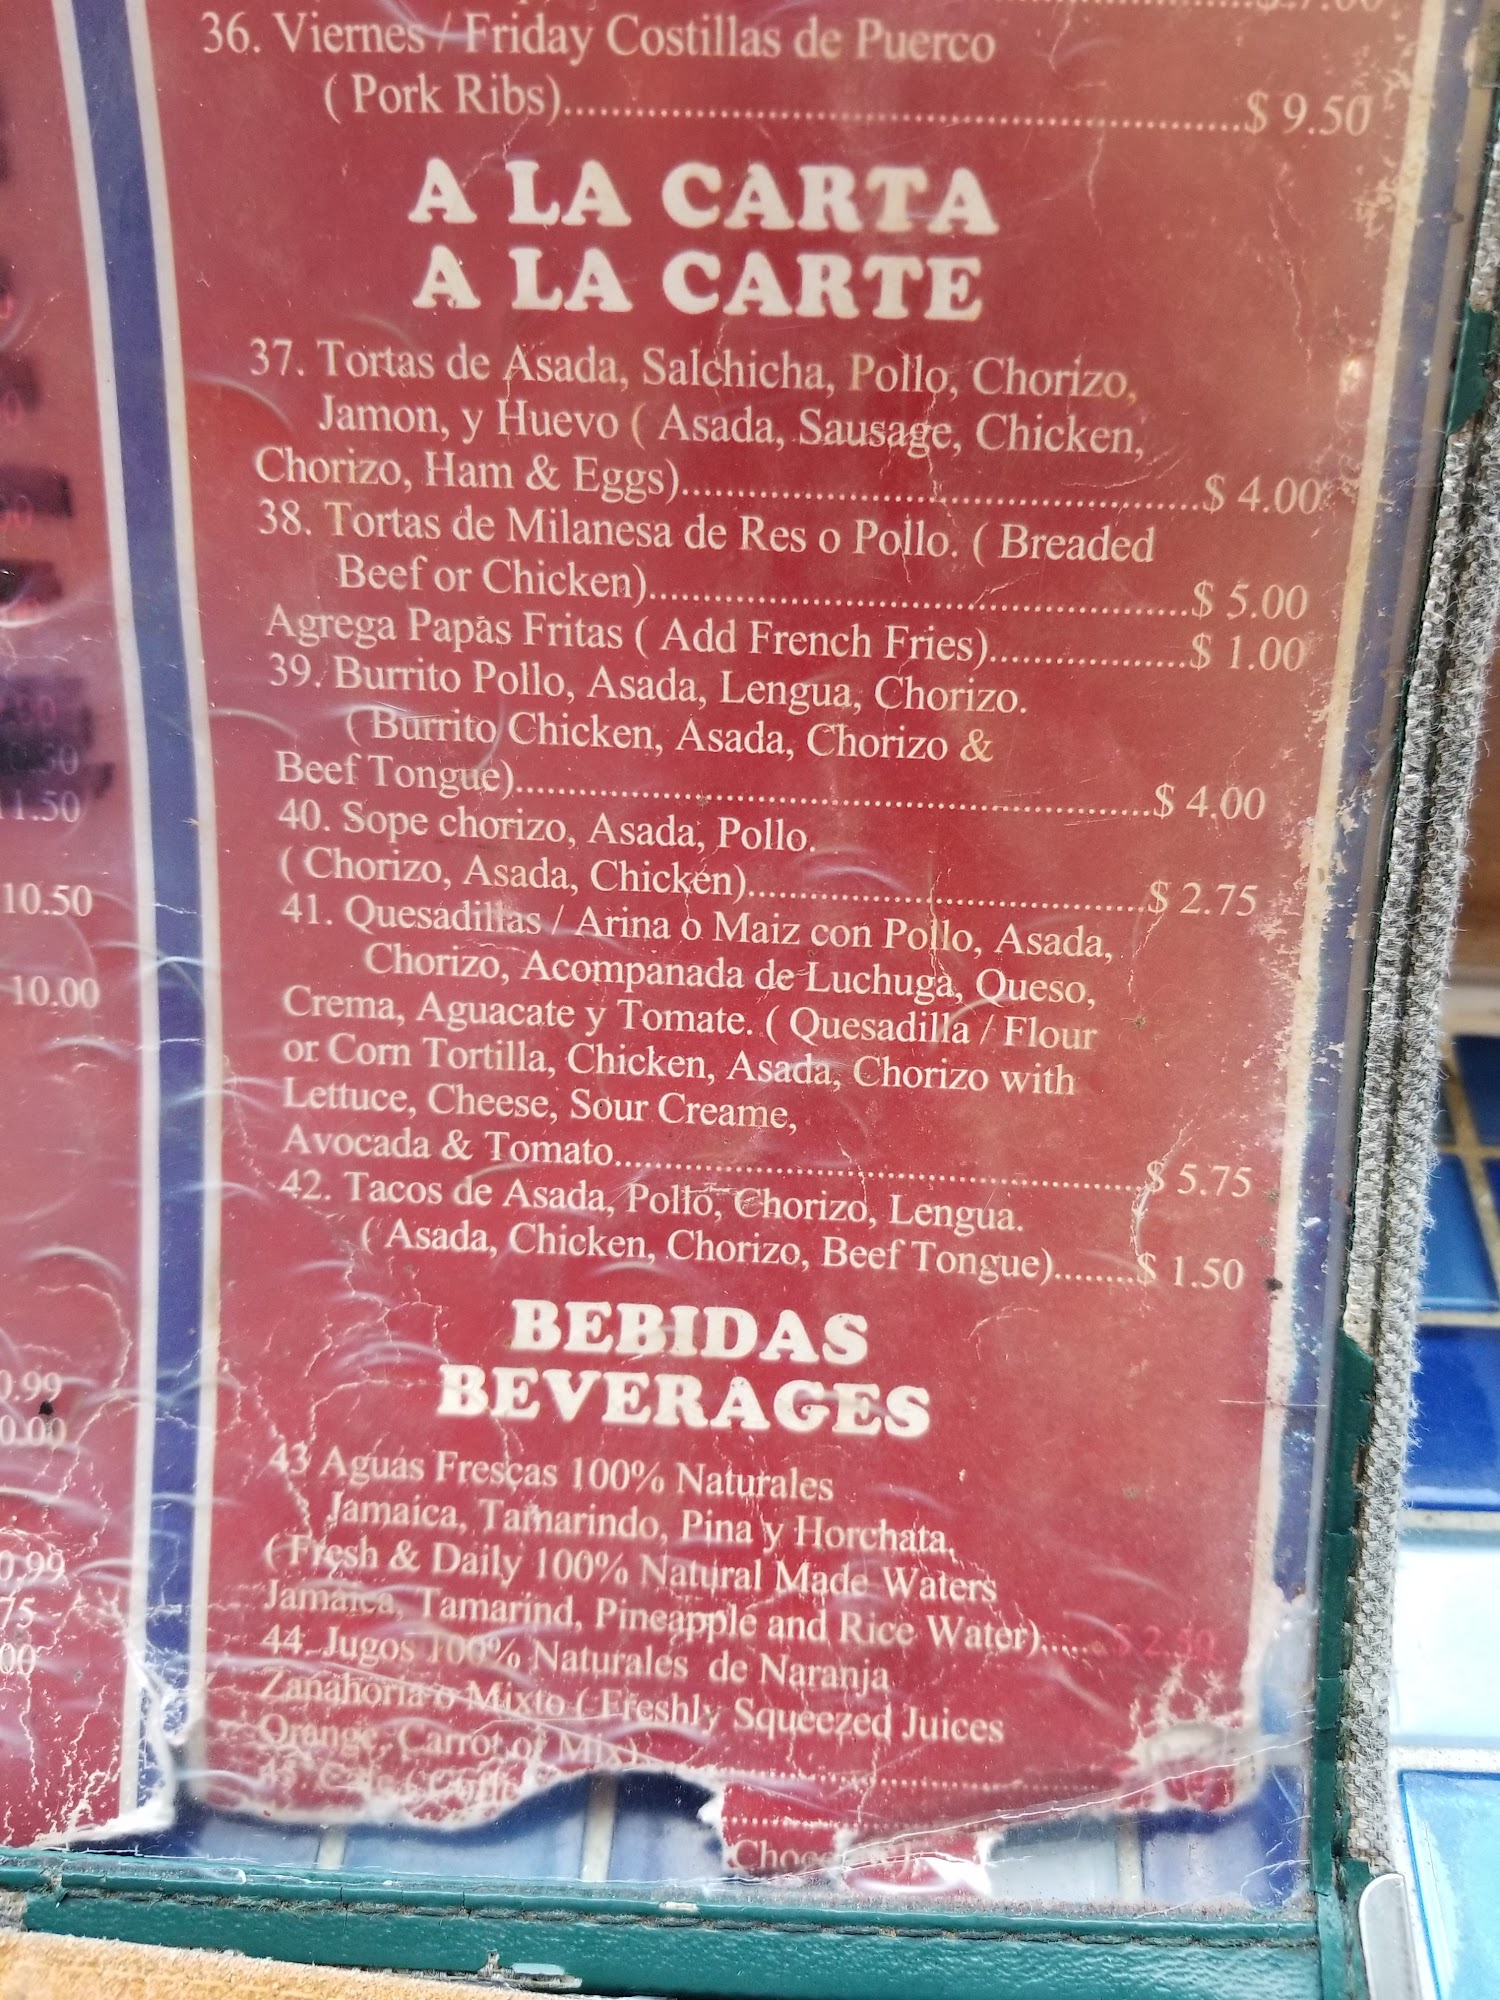 36. Viernes / Friday Costillas de Puerco
( Pork Ribs)..........$ 9.50
A LA CARTA
A LA CARTE
37. Tortas de Asada, Salchicha, Pollo, Chorizo,
Jamon, y Huevo ( Asada, Sausage, Chicken,
Chorizo, Ham & Eggs)..........$ 4.00
38. Tortas de Milanesa de Res o Pollo. ( Breaded
Beef or Chicken)..........$ 5.00
Agrega Papas Fritas ( Add French Fries)..........$ 1.00
39. Burrito Pollo, Asada, Lengua, Chorizo.
( Burrito Chicken, Asada, Chorizo &
Beef Tongue)..........$ 4.00
40. Sope chorizo, Asada, Pollo.
( Chorizo, Asada, Chicken)..........$ 2.75
41. Quesadillas / Arina o Maiz con Pollo, Asada,
Chorizo, Acompanada de Luchuga, Queso,
Crema, Aguacate y Tomate. ( Quesadilla / Flour
or Corn Tortilla, Chicken, Asada, Chorizo with
Lettuce, Cheese, Sour Creame,
Avocada & Tomato..........$ 5.75
42. Tacos de Asada, Pollo, Chorizo, Lengua.
( Asada, Chicken, Chorizo, Beef Tongue)........$ 1.50
BEBIDAS
BEVERAGES
43 Aguas Frescas 100% Naturales
Jamaica, Tamarindo, Pina y Horchata,
( Fresh & Daily 100% Natural Made Waters
Jamaica, Tamarind, Pineapple and Rice Water)..... $ 2.50
44. Jugos 100% Naturales de Naranja
Zanahoria o Mixto ( Freshly Squeezed Juices
Orange, Carrot or Mix)
11.50
10.50
10.00